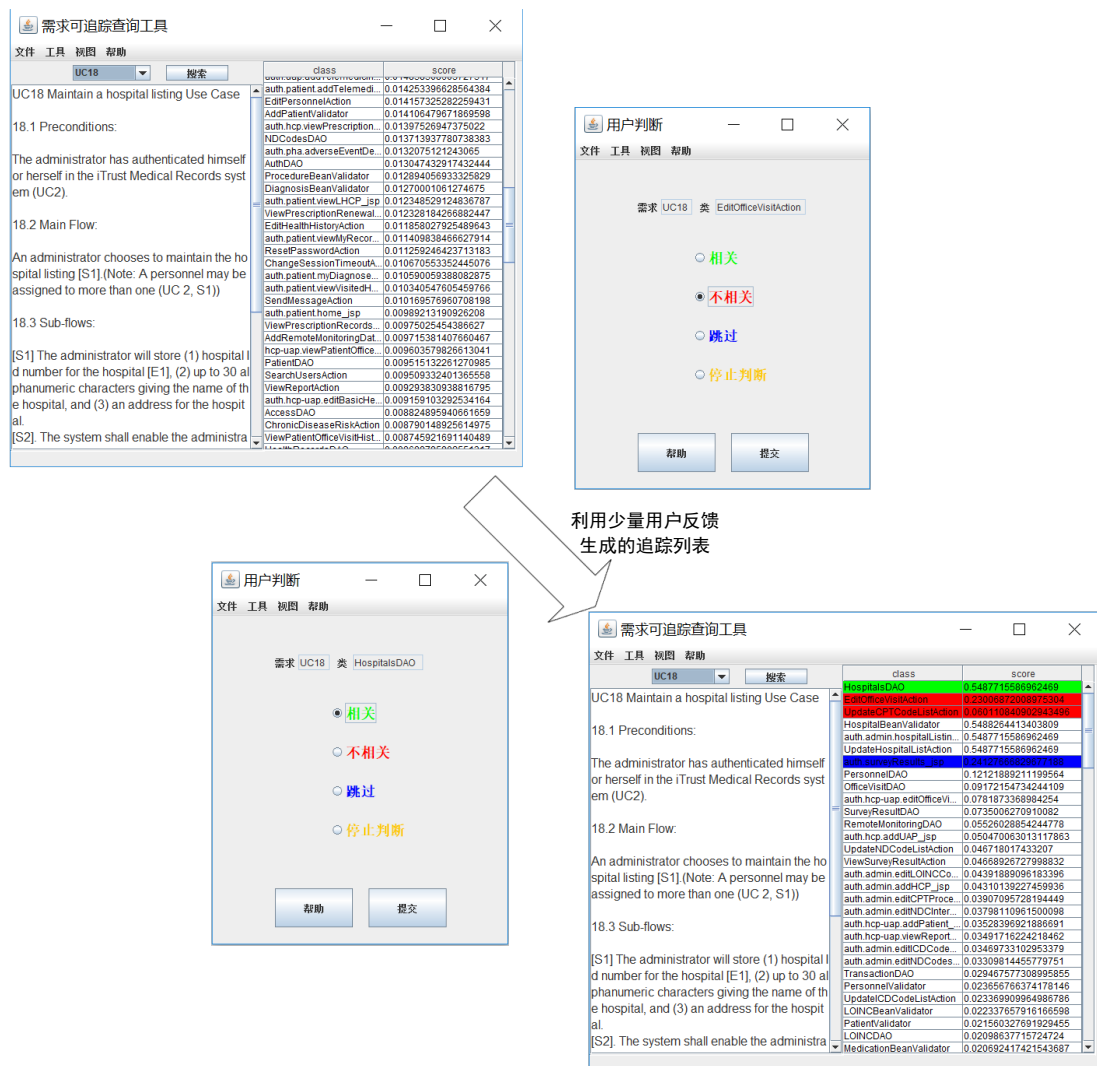 需求可追踪查询工具
文件 工具 视图 帮助
UC18 搜索
UC18 Maintain a hospital listing Use Case
18.1 Preconditions:
The administrator has authenticated himself
or herself in the iTrust Medical Records syst
em (UC2).
18.2 Main Flow:
An administrator chooses to maintain the ho
spital listing [S1].(Note: A personnel may be
assigned to more than one (UC 2, S1))
18.3 Sub-flows:
[S1] The administrator will store (1) hospital I
d number for the hospital [E1], (2) up to 30 al
phanumeric characters giving the name of th
e hospital, and (3) an address for the hospit
al.
[S2]. The system shall enable the administra
class score
auth.patient.addTelemedi... 0.014253396628564384
EditPersonnelAction 0.014157325282259431
AddPatientValidator 0.014106479671869598
auth.hcp.viewPrescription... 0.01397526947375022
NDCodesDAO 0.013713937780738383
auth.pha.adverseEventDe... 0.0132075121243065
AuthDAO 0.013047432917432444
ProcedureBeanValidator 0.012894056933325829
DiagnosisBeanValidator 0.01270001061274675
auth.patient.viewLHCP_jsp 0.012348529124836787
ViewPrescriptionRenewal... 0.012328184266882447
EditHealthHistoryAction 0.011858027925489643
auth.patient.viewMyRecor... 0.011409838466627914
ResetPasswordAction 0.011259246423713183
ChangeSessionTimeoutA... 0.010670553352445076
auth.patient.myDiagnose... 0.010590059388082875
auth.patient.viewVisitedH... 0.010340547605459766
SendMessageAction 0.010169576960708198
auth.patient.home_jsp 0.00989213190926208
ViewPrescriptionRecords... 0.00975025454386627
AddRemoteMonitoringDat... 0.009715381407660467
hcp-uap.viewPatientOffice... 0.009603579826613041
PatientDAO 0.009515132261270985
SearchUsersAction 0.009509332401365558
ViewReportAction 0.009293830938816795
auth.hcp-uap.editBasicHe... 0.009159103292534164
AccessDAO 0.008824895940661659
ChronicDiseaseRiskAction 0.008790148925614975
ViewPatientOfficeVisitHist... 0.008745921691140489
用户判断
文件 工具 视图 帮助
需求 UC18 类 EditOfficeVisitAction
相关
不相关
跳过
停止判断
帮助 提交
利用少量用户反馈
生成的追踪列表
用户判断
文件 工具 视图 帮助
需求 UC18 类 HospitalsDAO
相关
不相关
跳过
停止判断
帮助 提交
需求可追踪查询工具
文件 工具 视图 帮助
UC18 搜索
UC18 Maintain a hospital listing Use Case
18.1 Preconditions:
The administrator has authenticated himself
or herself in the iTrust Medical Records syst
em (UC2).
18.2 Main Flow:
An administrator chooses to maintain the ho
spital listing [S1].(Note: A personnel may be
assigned to more than one (UC 2, S1))
18.3 Sub-flows:
[S1] The administrator will store (1) hospital I
d number for the hospital [E1], (2) up to 30 al
phanumeric characters giving the name of th
e hospital, and (3) an address for the hospit
al.
[S2]. The system shall enable the administra
class score
HospitalsDAO 0.5487715586962469
EditOfficeVisitAction 0.23006872003975304
UpdateCPTCodeListAction 0.060110840902943496
HospitalBeanValidator 0.5488264413403809
auth.admin.hospitalListin... 0.5487715586962469
UpdateHospitalListAction 0.5487715586962469
auth.surveyResults_jsp
PersonnelDAO 0.12121889211199564
OfficeVisitDAO 0.09172154734244109
auth.hcp-uap.editOfficeVi... 0.0781873368984254
SurveyResultDAO 0.0735006270910082
RemoteMonitoringDAO 0.05526028854244778
auth.hcp.addUAP_jsp 0.050470063013117863
UpdateNDCodeListAction 0.046718017433207
ViewSurveyResultAction 0.04668926727998832
auth.admin.editLOINCCo... 0.04391889096183396
auth.admin.addHCP_jsp 0.04310139227459936
auth.admin.editCPTProce... 0.03907095728194449
auth.admin.editNDCInter... 0.03798110961500098
auth.hcp-uap.addPatient_... 0.03528396921886691
auth.hcp-uap.viewReport... 0.03491716224218462
auth.admin.editICDCode... 0.03469733102953379
auth.admin.editNDCodes... 0.03309814455779751
TransactionDAO 0.029467577308995855
PersonnelValidator 0.023656766374178146
UpdateICDCodeListAction 0.023369909964986786
LOINCBeanValidator 0.022337657916166598
PatientValidator 0.021560327691929455
LOINCDAO 0.02098637715724724
MedicationBeanValidator 0.020692417421543687